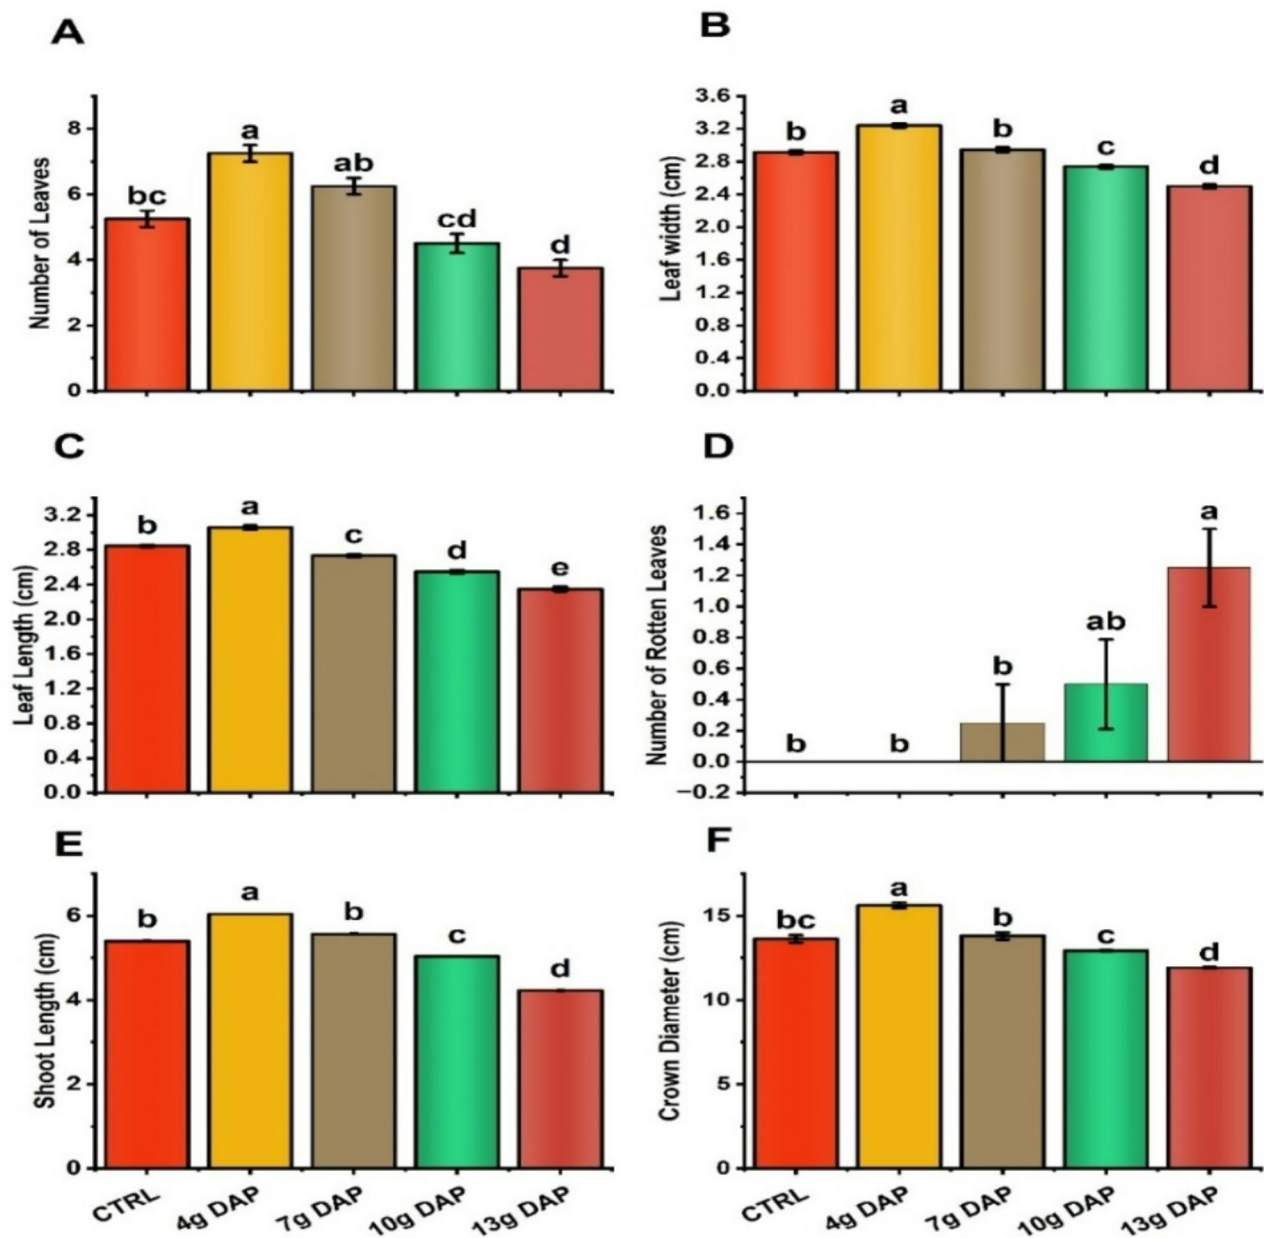 A
Number of Leaves
8
6
4
2
0
bc
a
ab
cd
d
B
Leaf width (cm)
3.6
3.2
2.8
2.4
2.0
1.6
1.2
0.8
0.4
0.0
b
a
b
c
d
C
Leaf Length (cm)
3.2
2.8
2.4
2.0
1.6
1.2
0.8
0.4
0.0
b
a
c
d
e
D
Number of Rotten Leaves
1.6
1.4
1.2
1.0
0.8
0.6
0.4
0.2
0.0
−0.2
b
b
b
ab
a
E
Shoot Length (cm)
6
4
2
0
b
a
b
c
d
CTRL
4g DAP
7g DAP
10g DAP
13g DAP
F
Crown Diameter (cm)
15
10
5
0
bc
a
b
c
d
CTRL
4g DAP
7g DAP
10g DAP
13g DAP